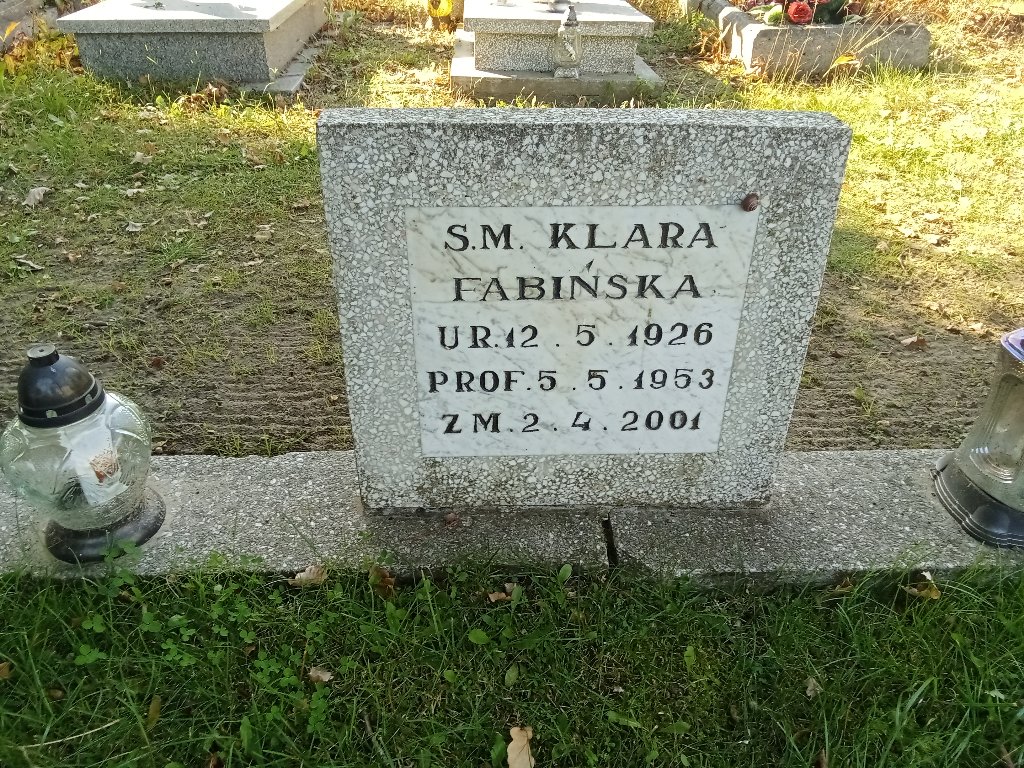 S.M. KLARA
FABIŃSKA
UR.12.5.1926
PROF.5.5.1953
ZM.2.4.2001